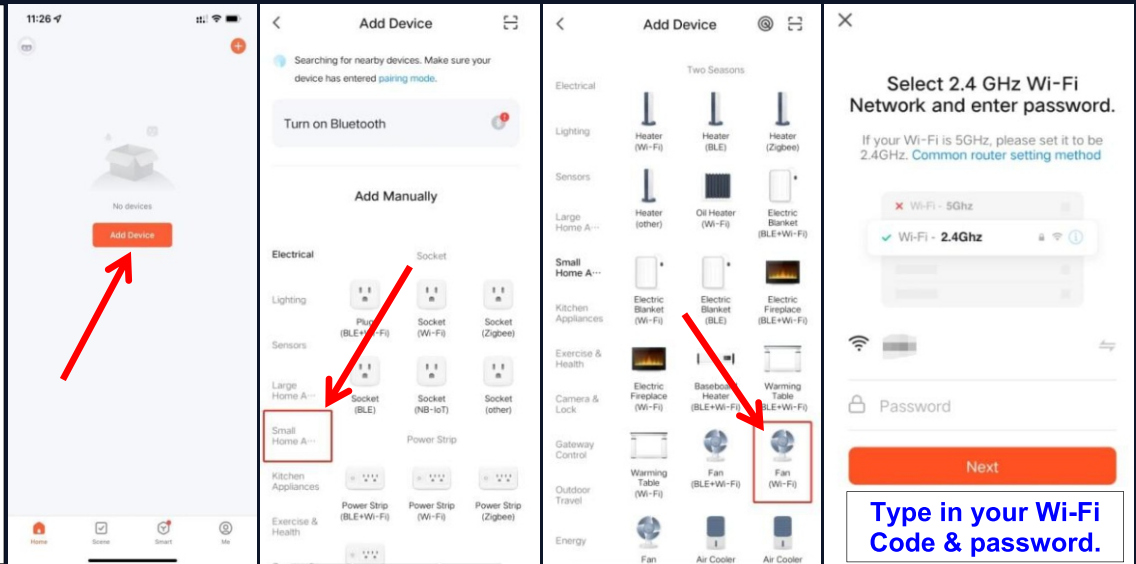 11:26
No devices
Add Device
Home
Scene
Smart
Me
Add Device
Searching for nearby devices. Make sure your
device has entered pairing mode.
Turn on Bluetooth
Add Manually
Electrical
Lighting
Sensors
Large
Home A···
Small
Home A···
Kitchen
Appliances
Exercise &
Health
Socket
Plug
(BLE+Wi-Fi)
Socket
(Wi-Fi)
Socket
(Zigbee)
Socket
(BLE)
Socket
(NB-IoT)
Socket
(other)
Power Strip
Power Strip
(BLE+Wi-Fi)
Power Strip
(Wi-Fi)
Power Strip
(Zigbee)
Add Device
Electrical
Lighting
Sensors
Large
Home A···
Small
Home A···
Kitchen
Appliances
Exercise &
Health
Camera &
Lock
Gateway
Control
Outdoor
Travel
Energy
Two Seasons
Heater
(Wi-Fi)
Heater
(BLE)
Heater
(Zigbee)
Heater
(other)
Oil Heater
(Wi-Fi)
Electric
Blanket
(BLE+Wi-Fi)
Electric
Blanket
(Wi-Fi)
Electric
Blanket
(BLE)
Electric
Fireplace
(BLE+Wi-Fi)
Electric
Fireplace
(Wi-Fi)
Baseboard
Heater
(BLE+Wi-Fi)
Warming
Table
(BLE+Wi-Fi)
Warming
Table
(Wi-Fi)
Fan
(BLE+Wi-Fi)
Fan
(Wi-Fi)
Fan
Air Cooler
Air Cooler
Select 2.4 GHz Wi-Fi
Network and enter password.
If your Wi-Fi is 5GHz, please set it to be
2.4GHz. Common router setting method
Wi-Fi - 5Ghz
Wi-Fi - 2.4Ghz
Password
Next
Type in your Wi-Fi
Code & password.